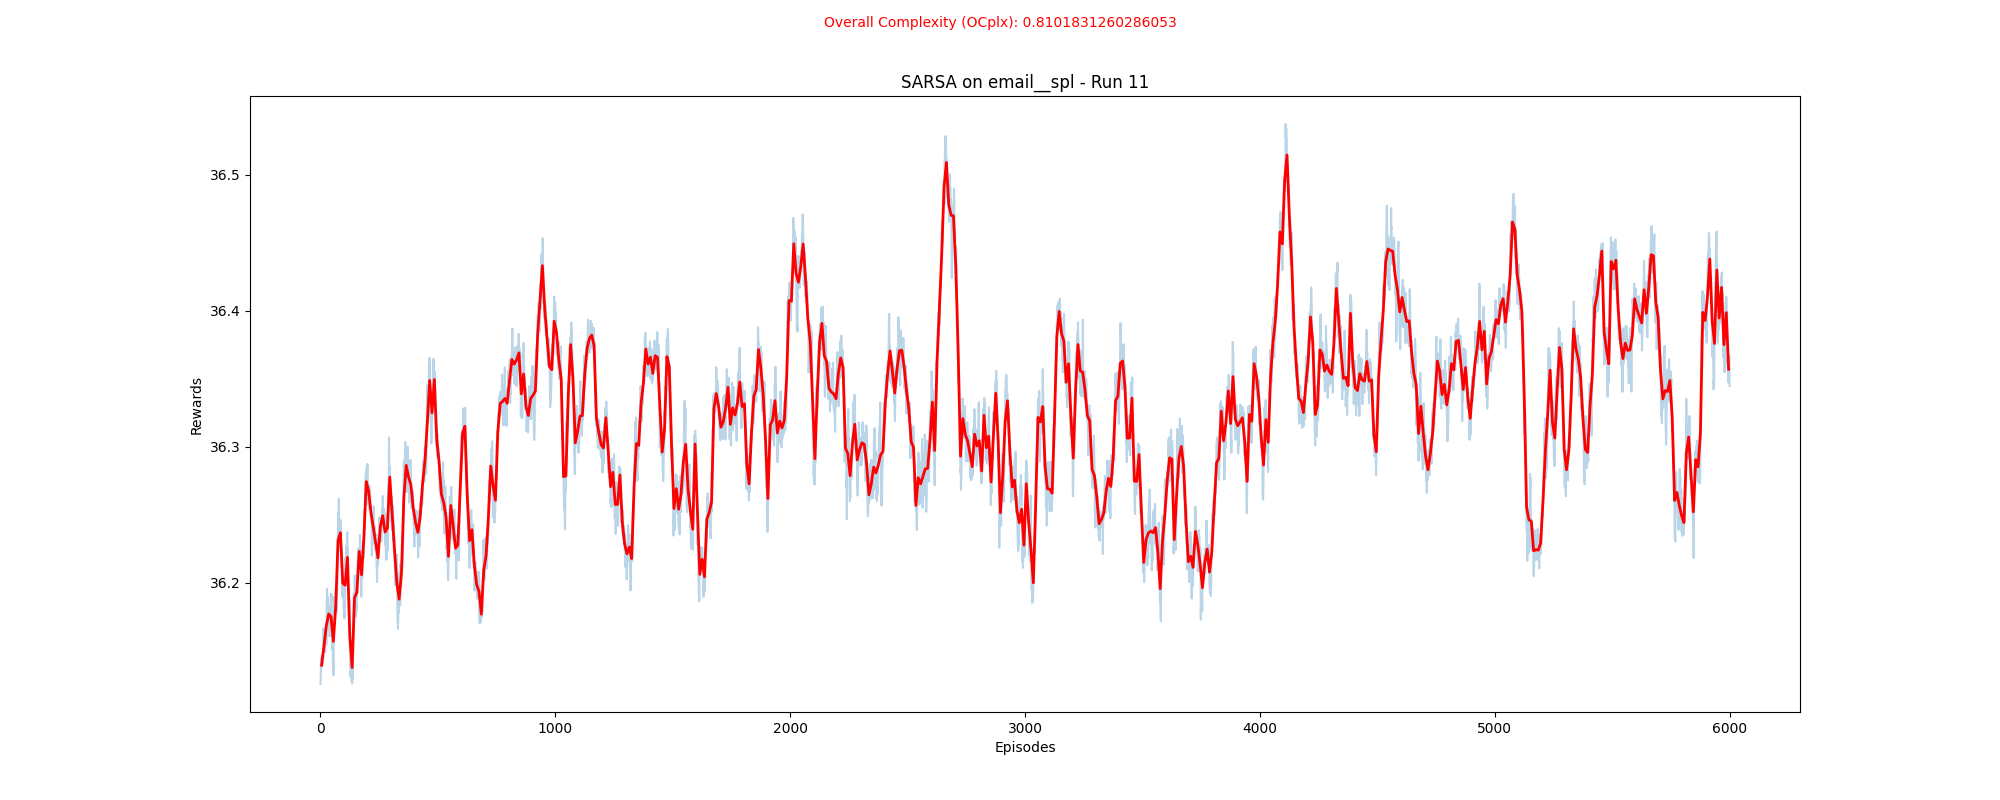 Overall Complexity (OCplx): 0.8101831260286053
SARSA on email__spl - Run 11
Rewards
36.5
36.4
36.3
36.2
0 1000 2000 3000 4000 5000 6000
Episodes